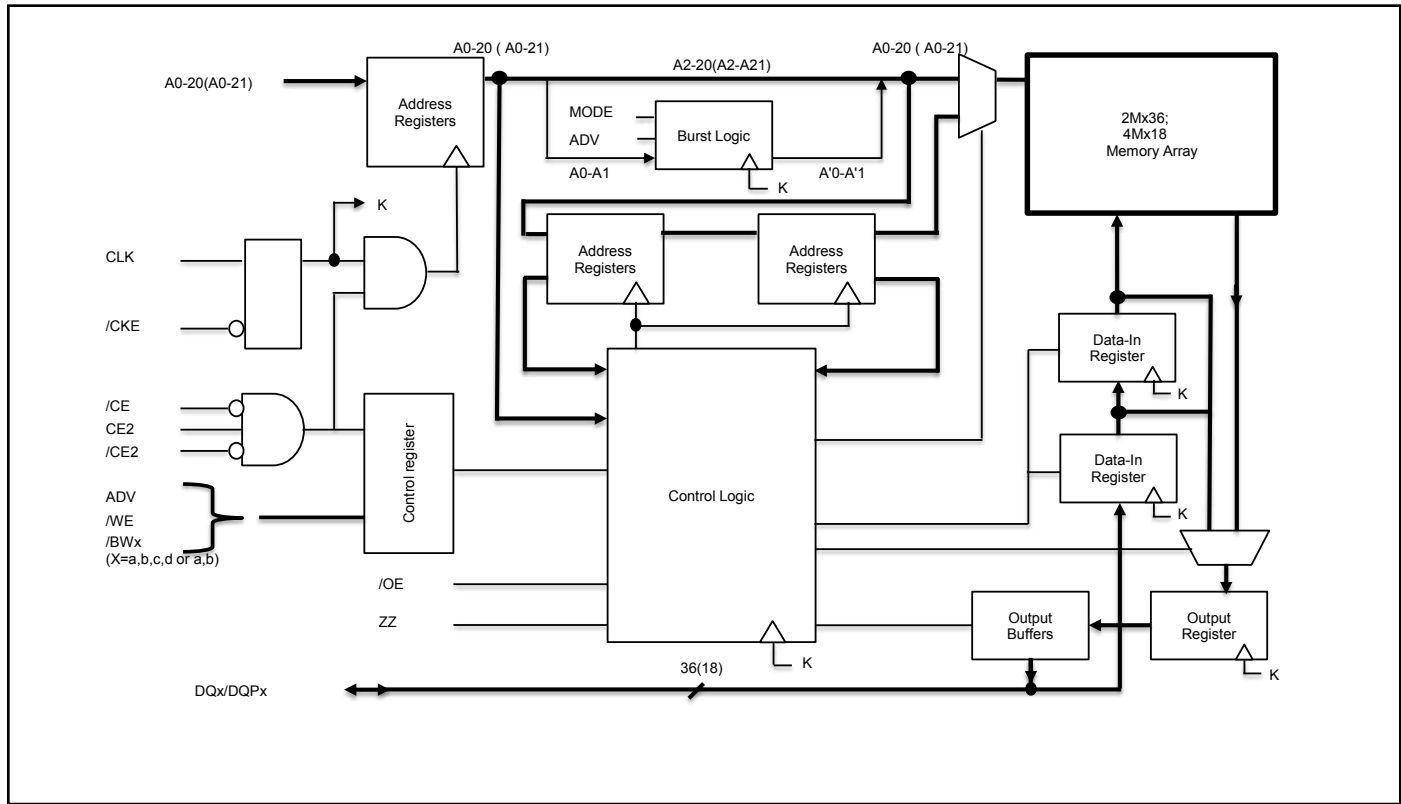 A0-20 ( A0-21)
A0-20 ( A0-21)
A2-20(A2-A21)
A0-20(A0-21)
Address
Registers
MODE
ADV
A0-A1
Burst Logic
A'0-A'1
K
2Mx36;
4Mx18
Memory Array
K
CLK
/CKE
Address
Registers
Address
Registers
Data-In
Register
K
/CE
CE2
/CE2
Control register
Control Logic
Data-In
Register
K
ADV
/WE
/BWx
(X=a,b,c,d or a,b)
/OE
ZZ
K
Output
Buffers
Output
Register
K
36(18)
DQx/DQPx